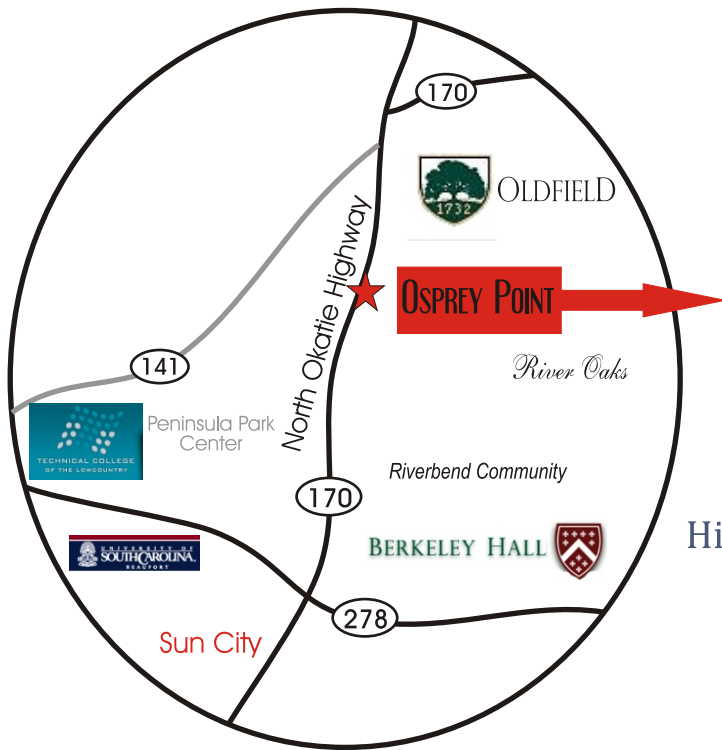 170
1732
OLDFIELD
North Okatie Highway
OSPREY POINT
141
River Oaks
TECHNICAL COLLEGE
OF THE LOWCOUNTRY
Peninsula Park
Center
Riverbend Community
170
UNIVERSITY OF
SOUTH CAROLINA
BEAUFORT
BERKELEY HALL
Hi
278
Sun City